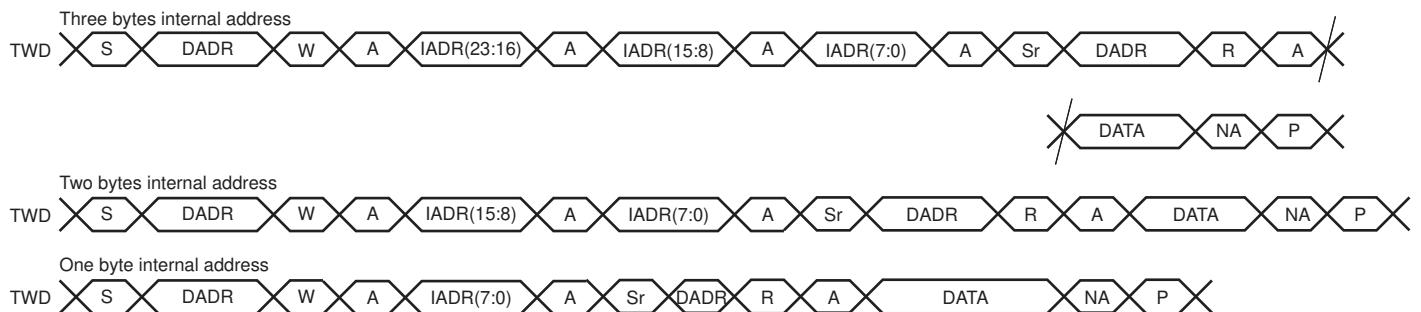 Three bytes internal address
TWD S DADR W A IADR(23:16) A IADR(15:8) A IADR(7:0) A Sr DADR R A
DATA NA P
Two bytes internal address
TWD S DADR W A IADR(15:8) A IADR(7:0) A Sr DADR R A DATA NA P
One byte internal address
TWD S DADR W A IADR(7:0) A Sr DADR R A DATA NA P